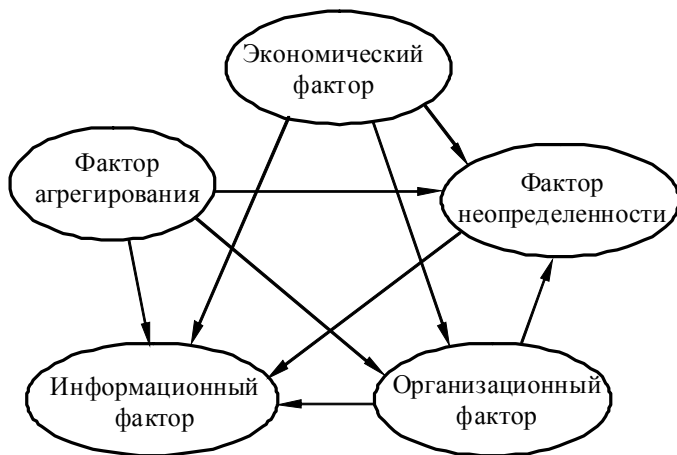 Экономический
фактор
Фактор
агрегирования
Фактор
неопределенности
Информационный
фактор
Организационный
фактор